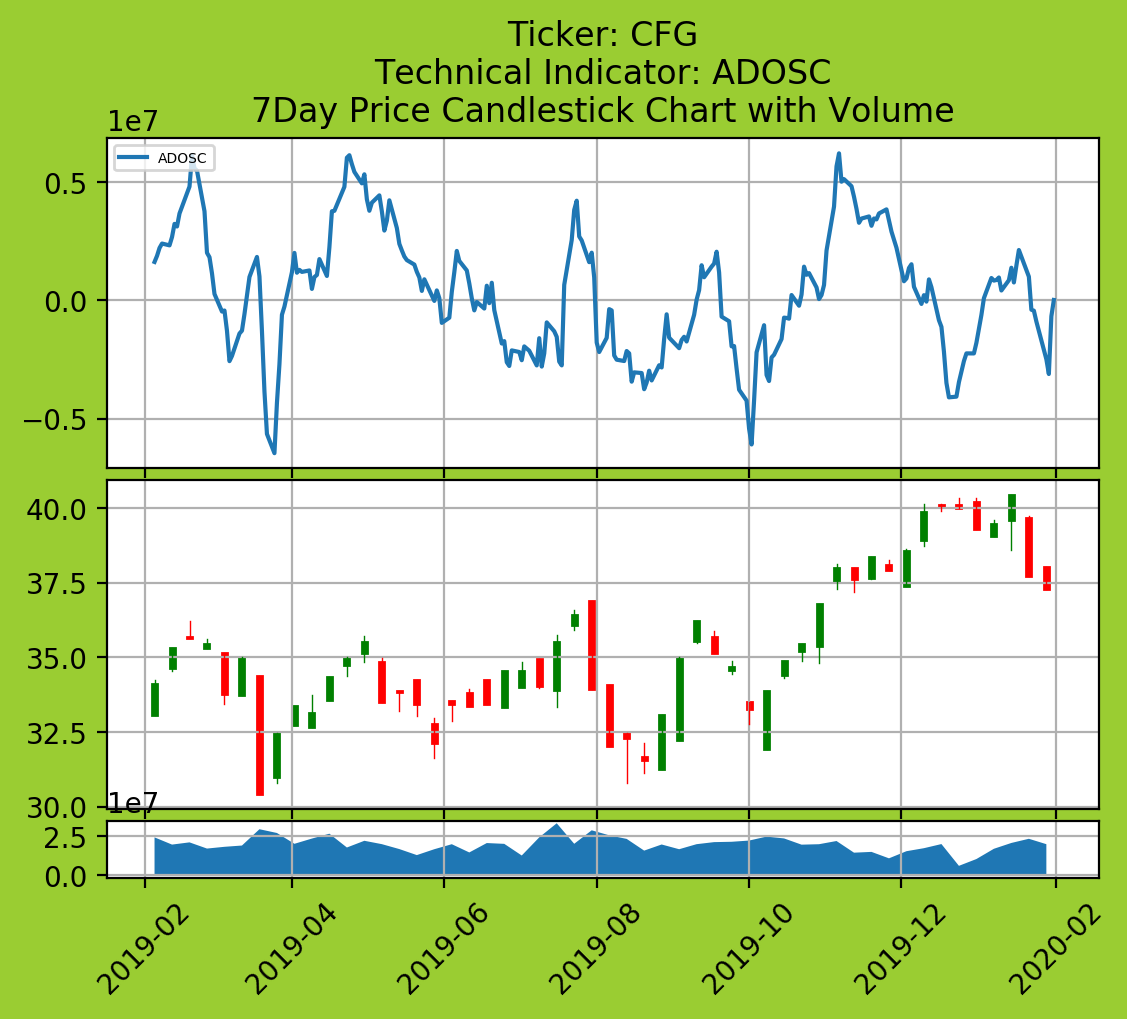 Ticker: CFG
Technical Indicator: ADOSC
7Day Price Candlestick Chart with Volume
1e7
ADOSC
0.5
0.0
−0.5
40.0
37.5
35.0
32.5
30.0
1e7
2.5
0.0
2019-02
2019-04
2019-06
2019-08
2019-10
2019-12
2020-02